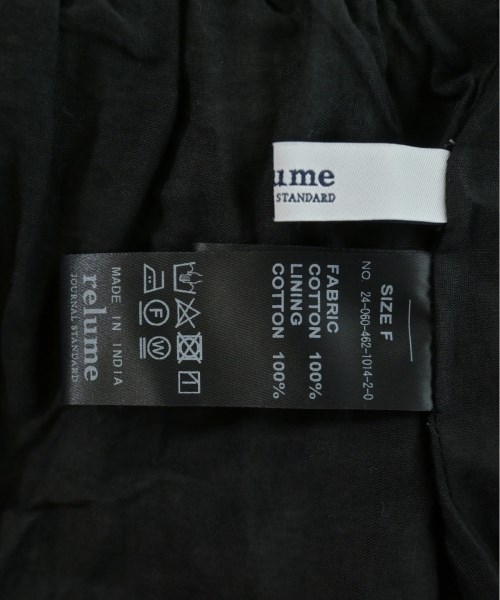 ume
STANDARD
SIZE F
NO. 24-060-462-1014-2-0
FABRIC
COTTON 100%
LINING
COTTON 100%
F W
relume
JOURNAL STANDARD
MADE IN INDIA